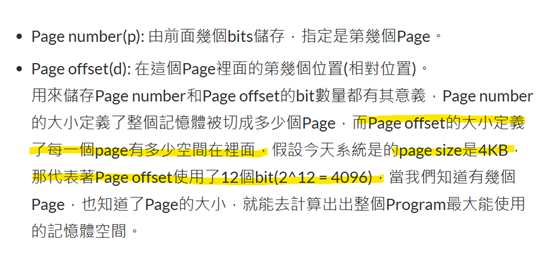 • Page number(p): 由前面幾個bits儲存，指定是第幾個Page。
• Page offset(d): 在這個Page裡面的第幾個位置(相對位置)。
用來儲存Page number和Page offset的bit數量都有其意義，Page number
的大小定義了整個記憶體被切成多少個Page，而Page offset的大小定義
了每一個page有多少空間在裡面，假設今天系統是的page size是4KB，
那代表著Page offset使用了12個bit(2^12 = 4096)，當我們知道有幾個
Page，也知道了Page的大小，就能去計算出出整個Program最大能使用
的記憶體空間。